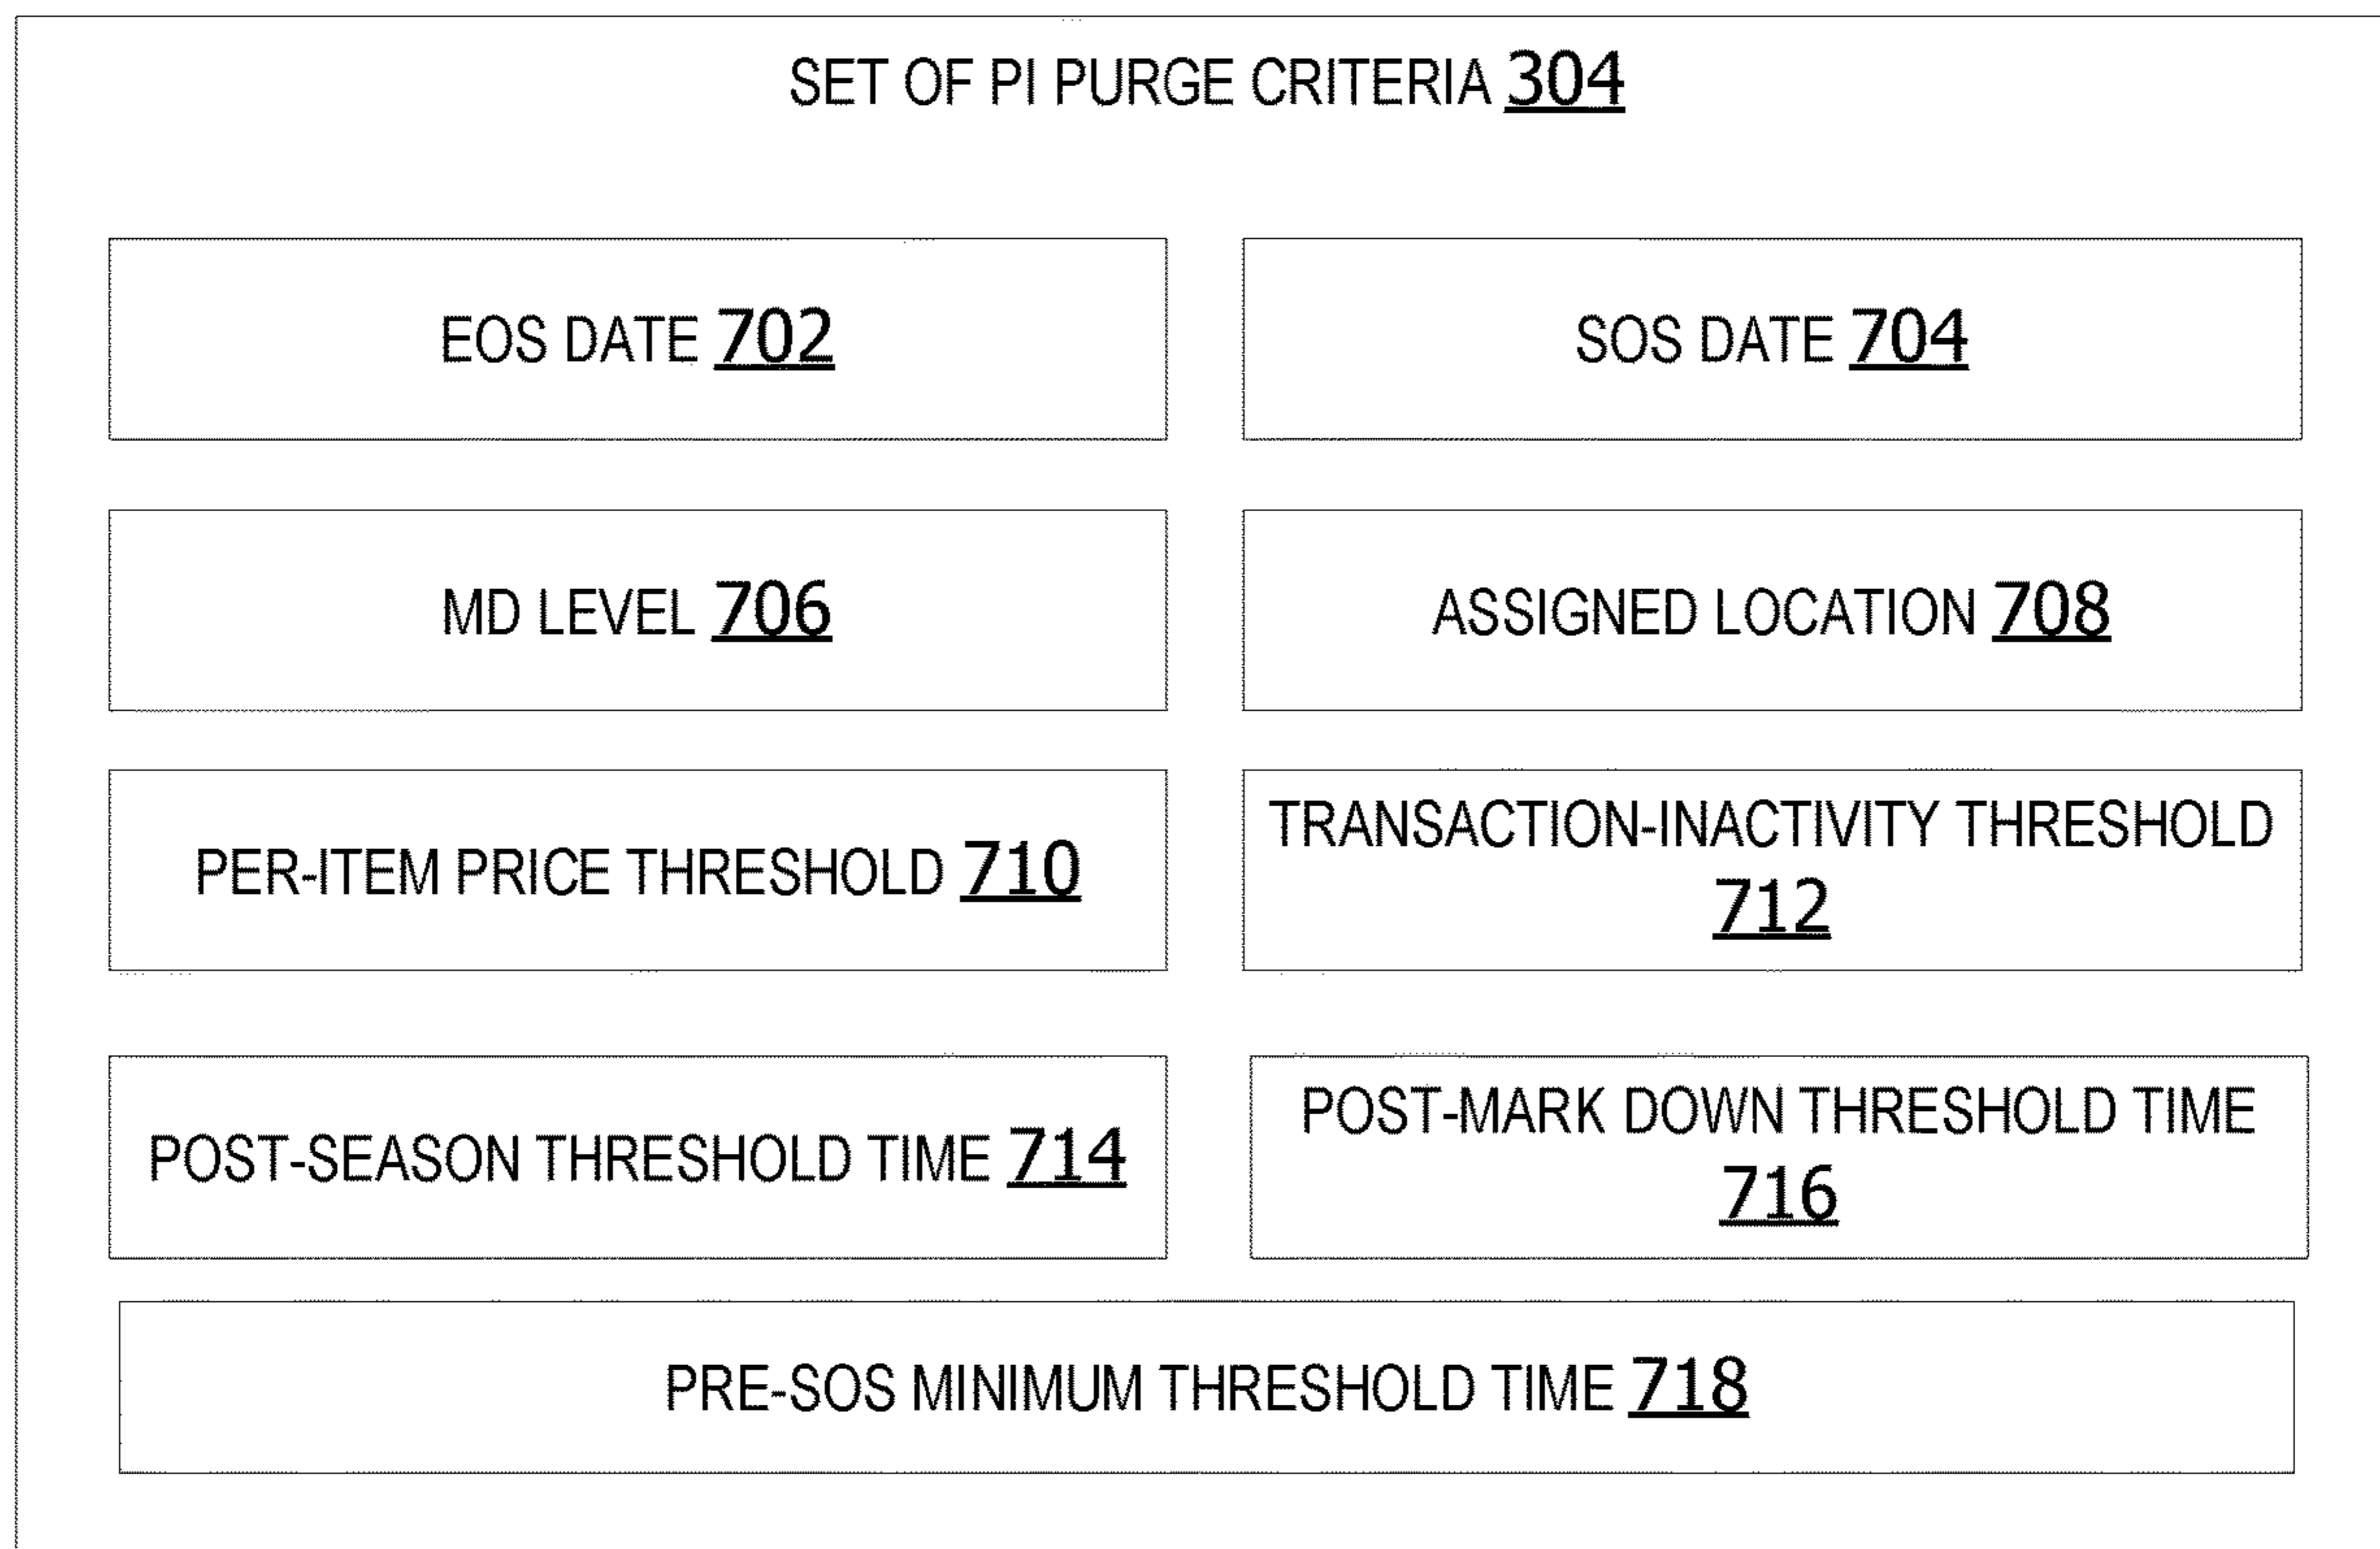 SET OF PI PURGE CRITERIA 304
EOS DATE 702
SOS DATE 704
MD LEVEL 706
ASSIGNED LOCATION 708
PER-ITEM PRICE THRESHOLD 710
TRANSACTION-INACTIVITY THRESHOLD
712
POST-SEASON THRESHOLD TIME 714
POST-MARK DOWN THRESHOLD TIME
716
PRE-SOS MINIMUM THRESHOLD TIME 718